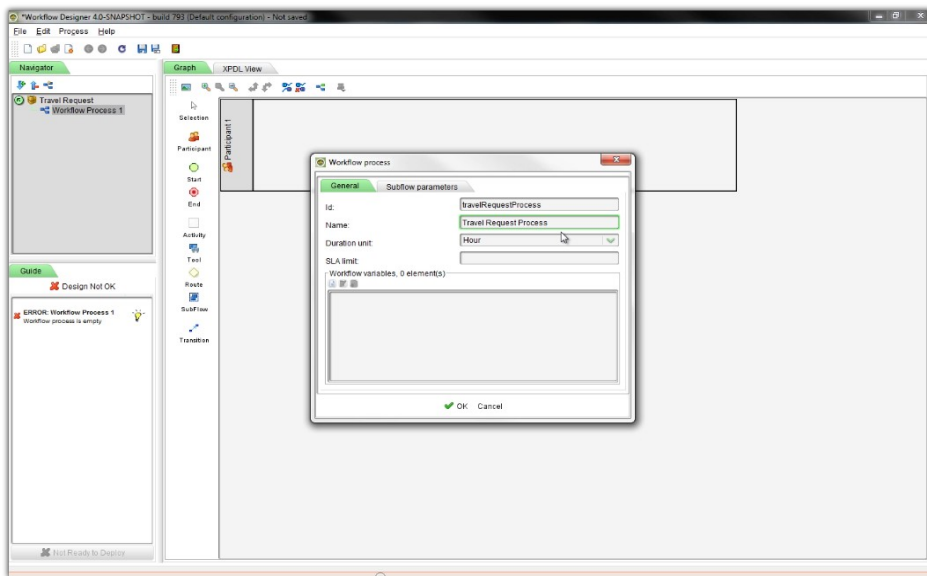 *Workflow Designer 4.0-SNAPSHOT - build 793 (Default configuration) - Not saved
File Edit Process Help
Navigator
Travel Request
Workflow Process 1
Guide
Design Not OK
ERROR: Workflow Process 1
Workflow process is empty
Not Ready to Deploy
Graph XPDL View
Selection
Participant
Start
End
Activity
Tool
Route
SubFlow
Transition
Participant 1
Workflow process
General Subflow parameters
Id: travelRequestProcess
Name: Travel Request Process
Duration unit: Hour
SLA limit:
Workflow variables, 0 element(s)
OK Cancel